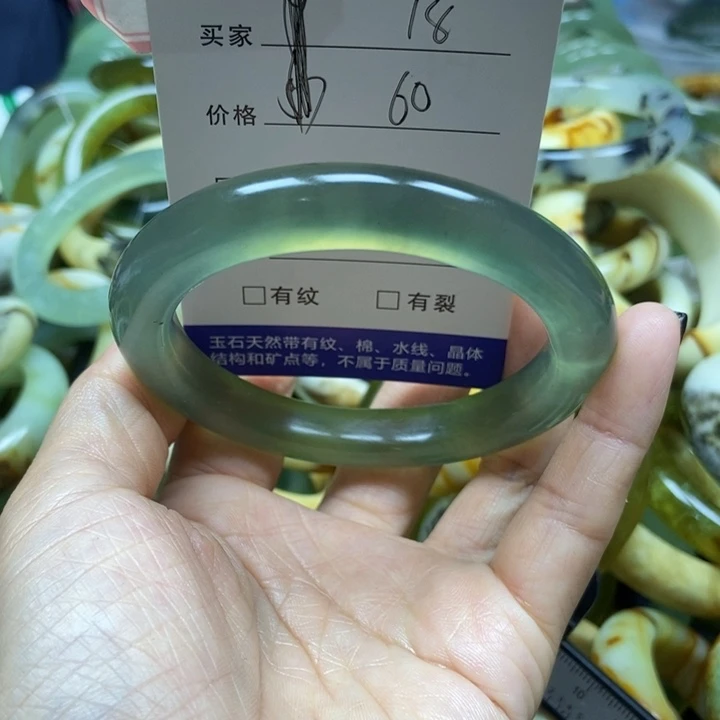 买家 18
价格 60
□有纹 □有裂
玉石天然带有纹、棉、水线、晶体
结构和矿点等，不属于质量问题。
10